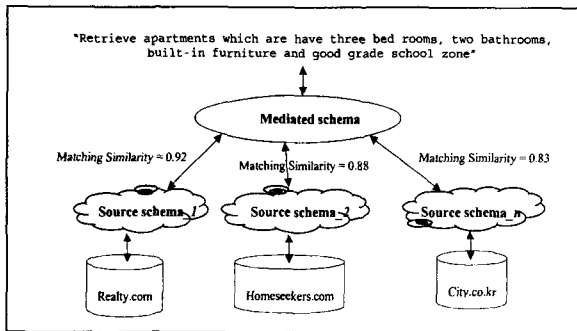 "Retrieve apartments which are have three bed rooms, two bathrooms,
built-in furniture and good grade school zone"
Mediated schema
Matching Similarity = 0.92
Matching Similarity = 0.88
Matching Similarity = 0.83
Source schema_1
Source schema_2
Source schema_n
Realty.com
Homeseekers.com
City.co.kr